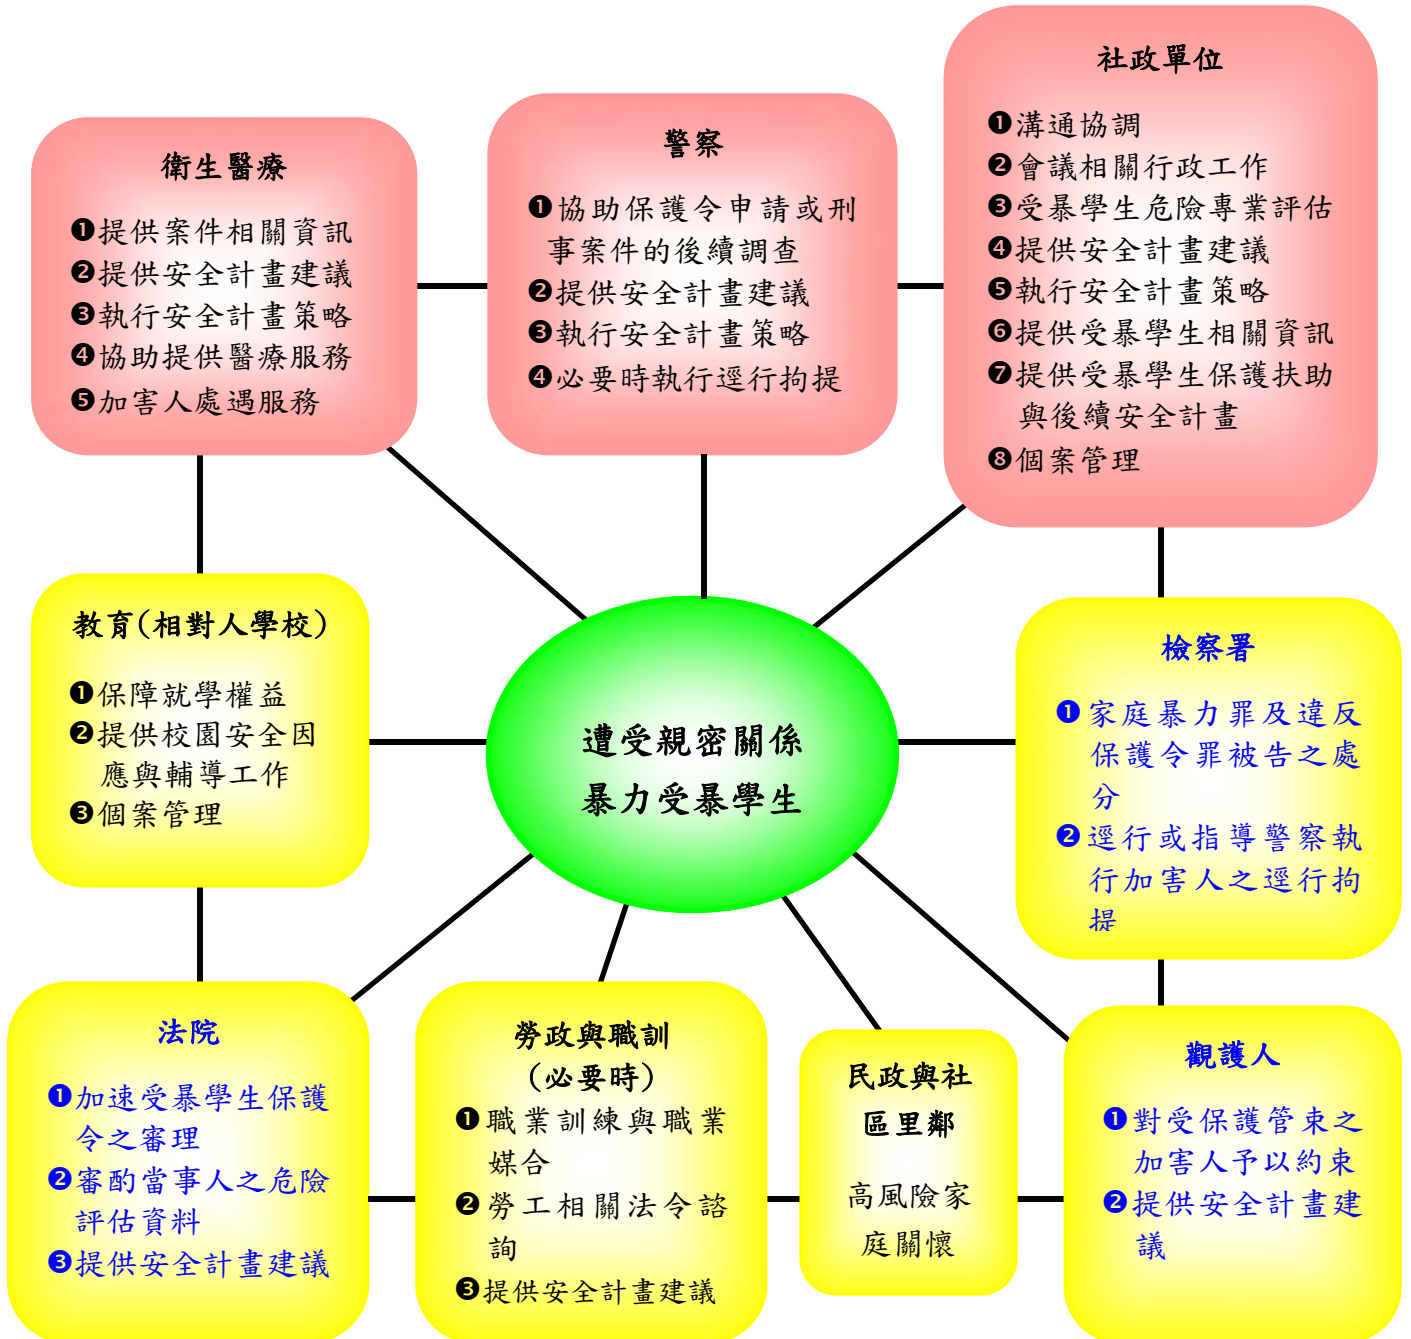 衛生醫療
❶提供案件相關資訊
❷提供安全計畫建議
❸執行安全計畫策略
❹協助提供醫療服務
❺加害人處遇服務
警察
❶協助保護令申請或刑
事案件的後續調查
❷提供安全計畫建議
❸執行安全計畫策略
❹必要時執行逕行拘提
社政單位
❶溝通協調
❷會議相關行政工作
❸受暴學生危險專業評估
❹提供安全計畫建議
❺執行安全計畫策略
❻提供受暴學生相關資訊
❼提供受暴學生保護扶助
與後續安全計畫
❽個案管理
教育(相對人學校)
❶保障就學權益
❷提供校園安全因
應與輔導工作
❸個案管理
遭受親密關係
暴力受暴學生
檢察署
❶家庭暴力罪及違反
保護令罪被告之處
分
❷逕行或指導警察執
行加害人之逕行拘
提
法院
❶加速受暴學生保護
令之審理
❷審酌當事人之危險
評估資料
❸提供安全計畫建議
勞政與職訓
(必要時)
❶職業訓練與職業
媒合
❷勞工相關法令諮
詢
❸提供安全計畫建議
民政與社
區里鄰
高風險家
庭關懷
觀護人
❶對受保護管束之
加害人予以約束
❷提供安全計畫建
議